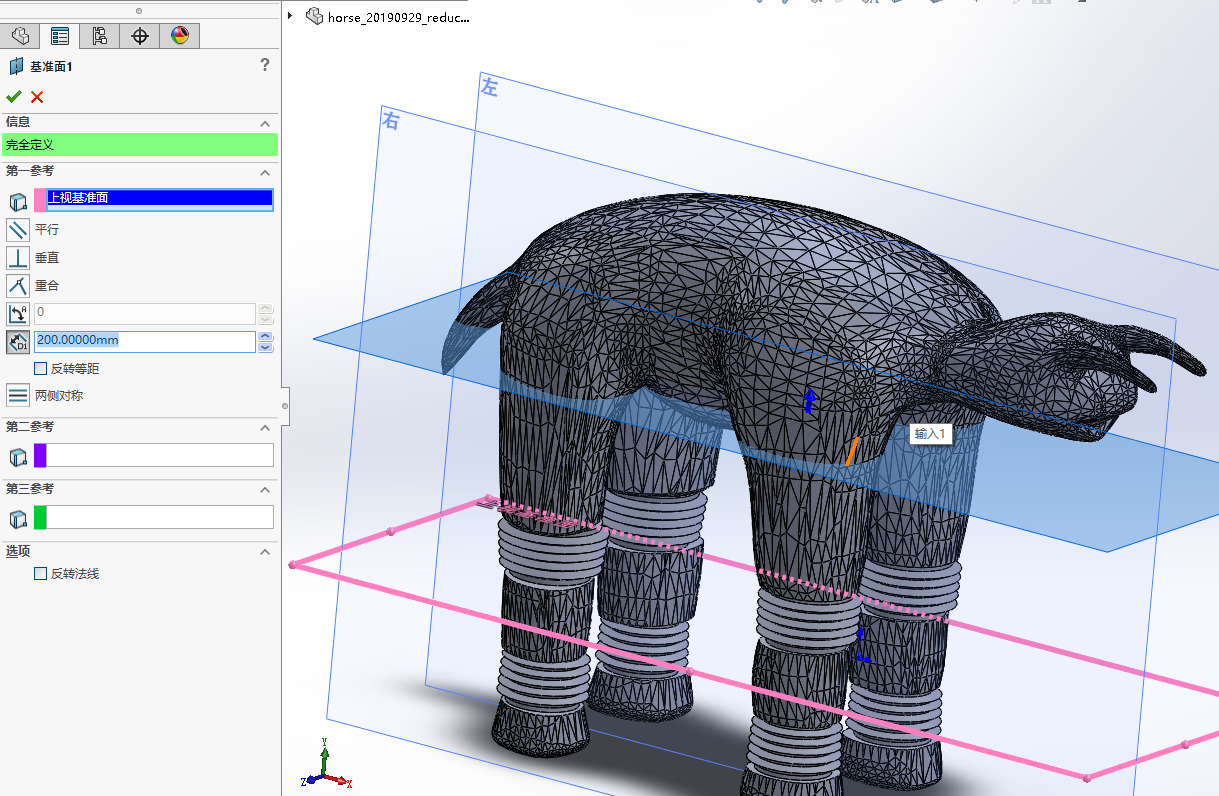 horse_20190929_reduc...
基准面1
?
信息
完全定义
第一参考
上视基准面
平行
垂直
重合
0
200.00000mm
反转等距
两侧对称
第二参考
第三参考
选项
反转法线
左
右
输入1
Y
Z
X